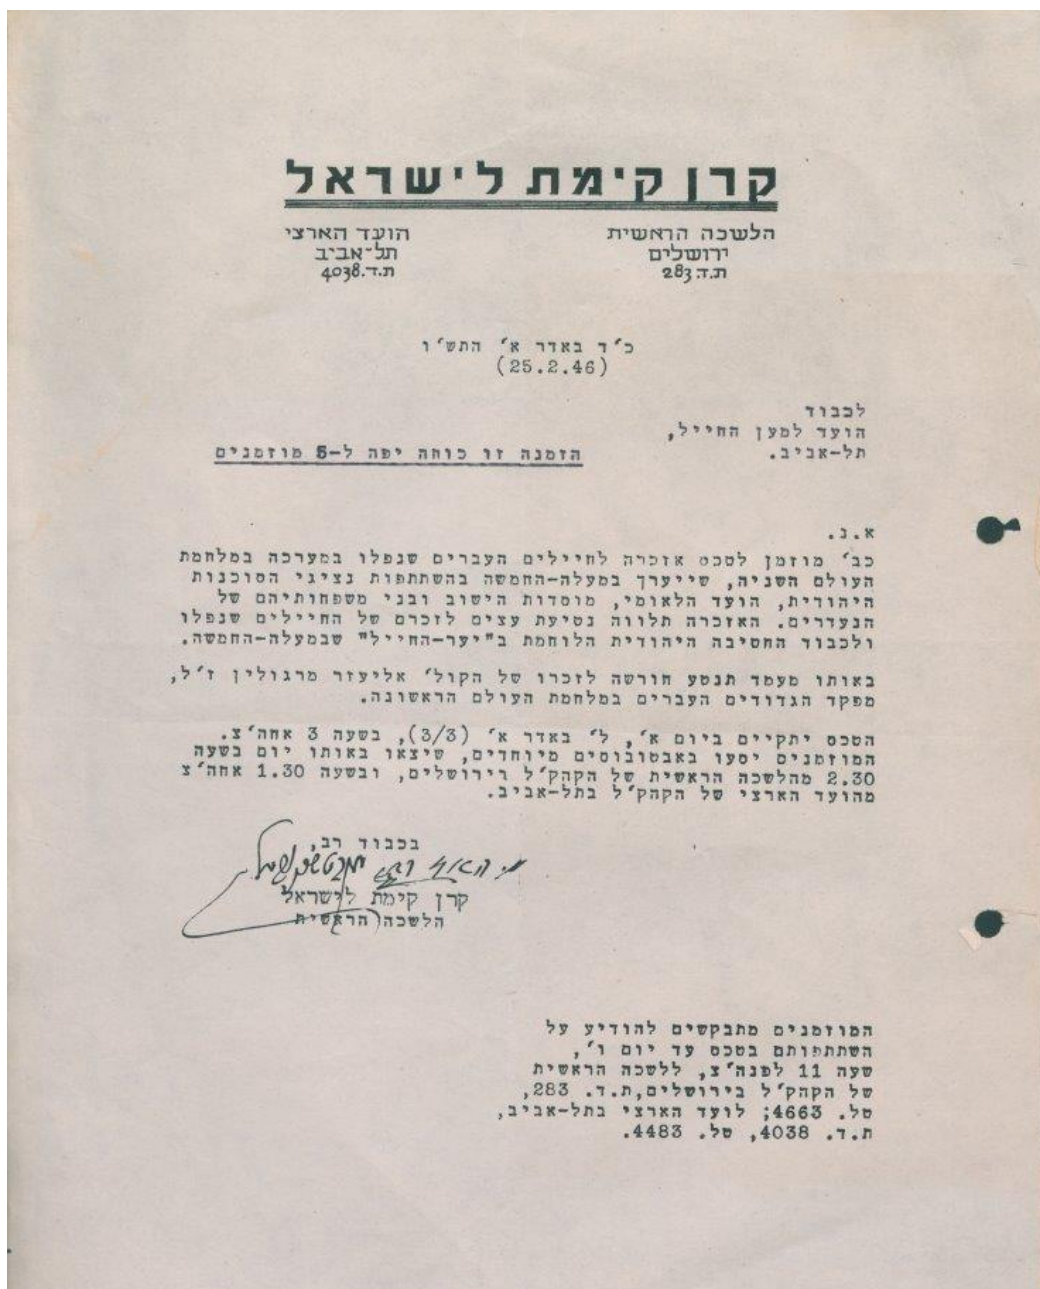 קרן קימת לישראל
הלשכה הראשית
ירושלים
ת.ד. 283
הועד הארצי
תל-אביב
ת.ד. 4038
כ'ד באדר א' התש'ו
(25.2.46)
לכבוד
הועד למען החייל,
תל-אביב.
הזמנה זו כוחה יפה ל-5 מוזמנים
א.נ.
כב' מוזמן לטכס אזכרה לחיילים העברים שנפלו במערכה במלחמת
העולם השניה, שייערך במעלה-החמשה בהשתתפות נציגי הסוכנות
היהודית, הועד הלאומי, מוסדות הישוב ובני משפחותיהם של
הנעדרים. האזכרה תלווה נטיעת עצים לזכרם של החיילים שנפלו
ולכבוד החטיבה היהודית הלוחמת ב"יער-החייל" שבמעלה-החמשה.
באותו מעמד תנטע חורשה לזכרו של הקול' אליעזר מרגולין ז'ל,
מפקד הגדודים העברים במלחמת העולם הראשונה.
הטכס יתקיים ביום א', ל' באדר א' (3/3), בשעה 3 אחה'צ.
המוזמנים יסעו באבטובוסים מיוחדים, שיצאו באותו יום בשעה
2.30 מהלשכה הראשית של הקהק'ל בירושלים, ובשעה 1.30 אחה'צ
מהועד הארצי של הקהק'ל בתל-אביב.
בכבוד רב,
קרן קימת לישראל
הלשכה הראשית
המוזמנים מתבקשים להודיע על
השתתפותם בטכס עד יום ו',
שעה 11 לפנה'צ, ללשכה הראשית
של הקהק'ל בירושלים,ת.ד. 283,
טל. 4663; לועד הארצי בתל-אביב,
ת.ד. 4038, טל. 4483.